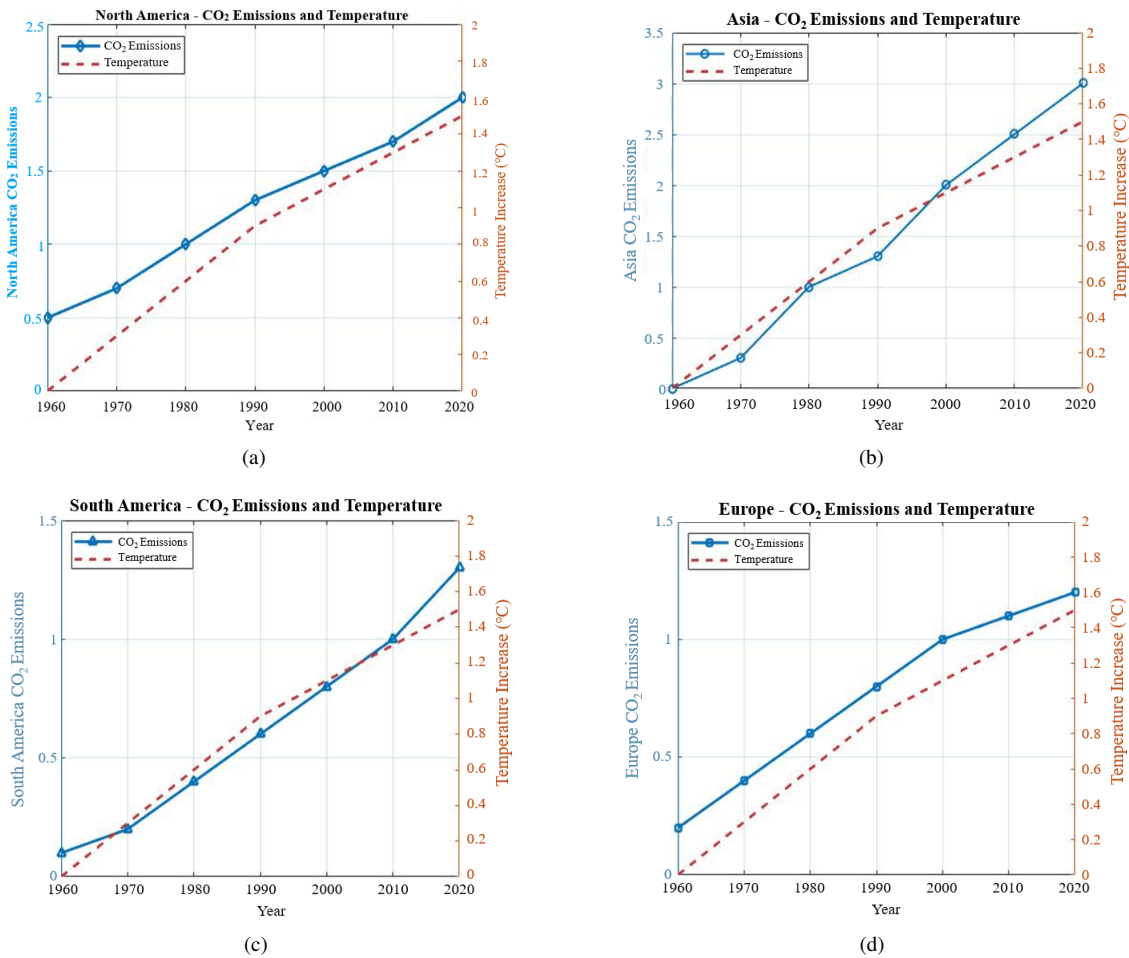 North America - CO₂ Emissions and Temperature
CO₂ Emissions
Temperature
North America CO₂ Emissions
2.5
2
1.5
1
0.5
0
Temperature Increase (°C)
2
1.8
1.6
1.4
1.2
1
0.8
0.6
0.4
0.2
0
1960 1970 1980 1990 2000 2010 2020
Year
(a)
Asia - CO₂ Emissions and Temperature
CO₂ Emissions
Temperature
Asia CO₂ Emissions
3.5
3
2.5
2
1.5
1
0.5
0
Temperature Increase (°C)
2
1.8
1.6
1.4
1.2
1
0.8
0.6
0.4
0.2
0
1960 1970 1980 1990 2000 2010 2020
Year
(b)
South America - CO₂ Emissions and Temperature
CO₂ Emissions
Temperature
South America CO₂ Emissions
1.5
1
0.5
0
Temperature Increase (°C)
2
1.8
1.6
1.4
1.2
1
0.8
0.6
0.4
0.2
0
1960 1970 1980 1990 2000 2010 2020
Year
(c)
Europe - CO₂ Emissions and Temperature
CO₂ Emissions
Temperature
Europe CO₂ Emissions
1.5
1
0.5
0
Temperature Increase (°C)
2
1.8
1.6
1.4
1.2
1
0.8
0.6
0.4
0.2
0
1960 1970 1980 1990 2000 2010 2020
Year
(d)